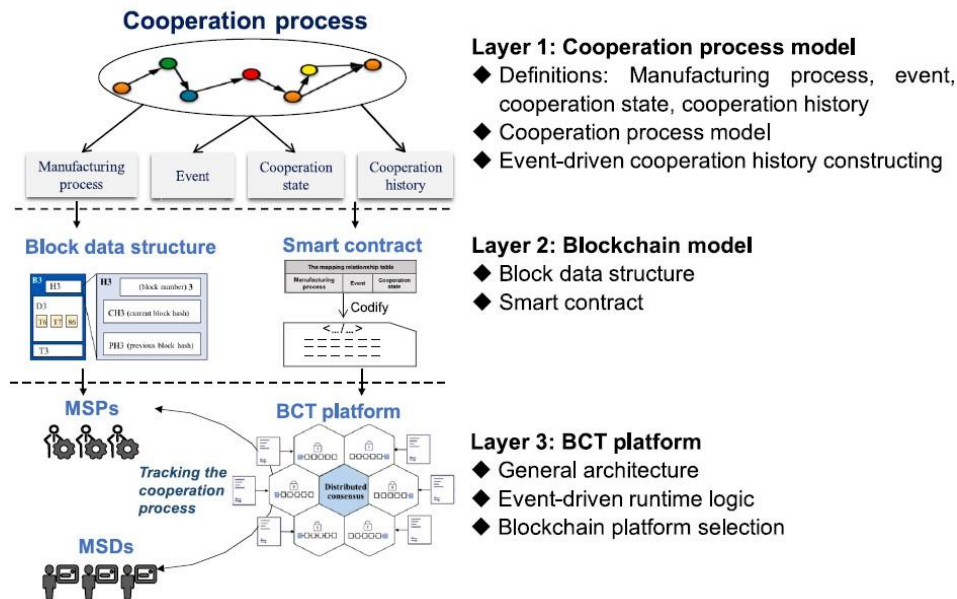 Cooperation process
Manufacturing
process
Event
Cooperation
state
Cooperation
history
Layer 1: Cooperation process model
◆ Definitions: Manufacturing process, event,
cooperation state, cooperation history
◆ Cooperation process model
◆ Event-driven cooperation history constructing
Block data structure
B3
H3
D3
T6 T7
T3
H3
(block number) 3
CH3 (current block hash)
PH3 (previous block hash)
Smart contract
The mapping relationship table
Manufacturing
process
Event
Cooperation
state
Codify
<.../...>
Layer 2: Blockchain model
◆ Block data structure
◆ Smart contract
MSPs
BCT platform
Tracking the
cooperation
process
Distributed
consensus
MSDs
Layer 3: BCT platform
◆ General architecture
◆ Event-driven runtime logic
◆ Blockchain platform selection